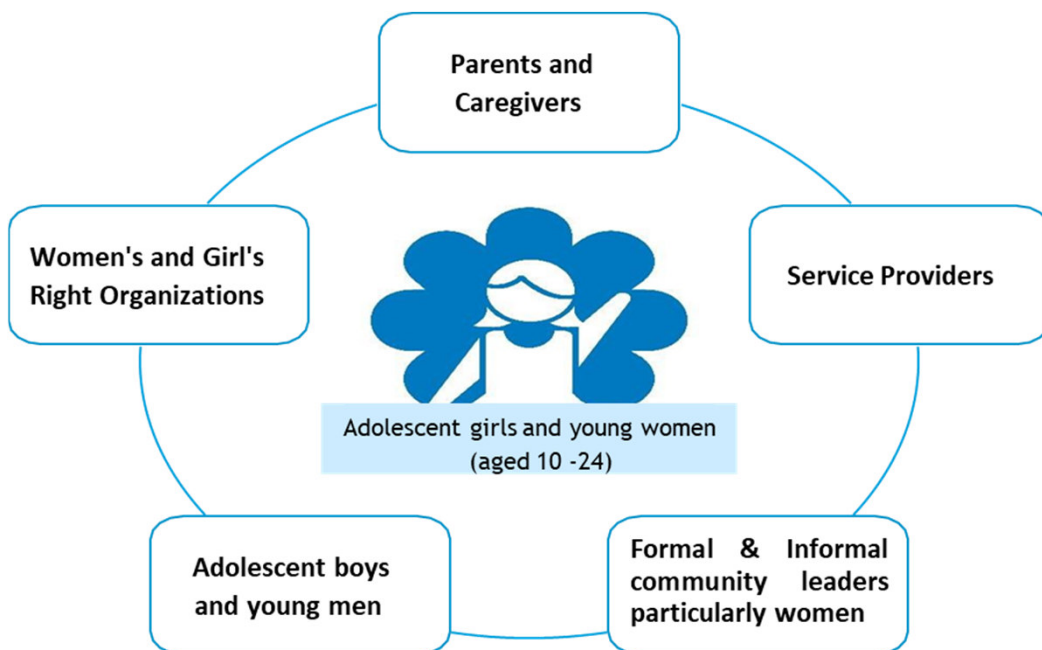 Parents and
Caregivers
Women's and Girl's
Right Organizations
Service Providers
Adolescent girls and young women
(aged 10 -24)
Adolescent boys
and young men
Formal & Informal
community leaders
particularly women